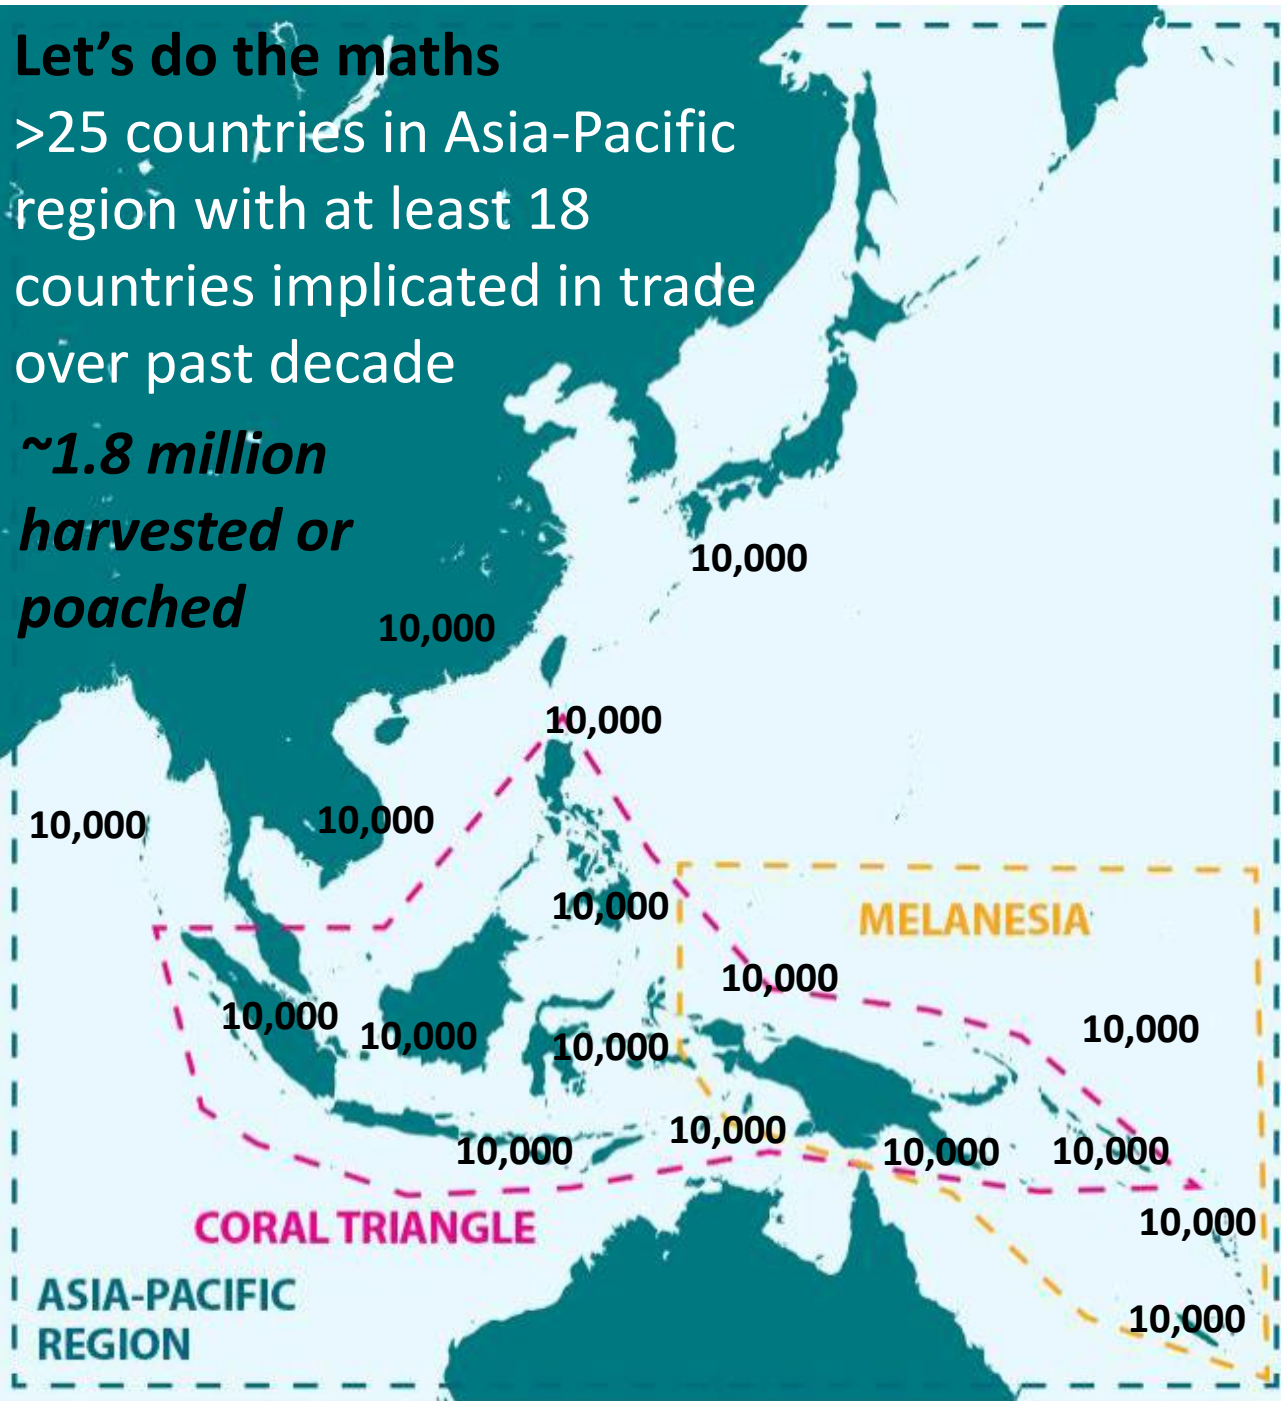 Let’s do the maths
>25 countries in Asia-Pacific
region with at least 18
countries implicated in trade
over past decade
~1.8 million
harvested or
poached
10,000
10,000
10,000
10,000
10,000
10,000
MELANESIA
10,000
10,000
10,000
10,000
10,000
10,000
10,000
10,000
10,000
10,000
CORAL TRIANGLE
ASIA-PACIFIC
REGION
10,000